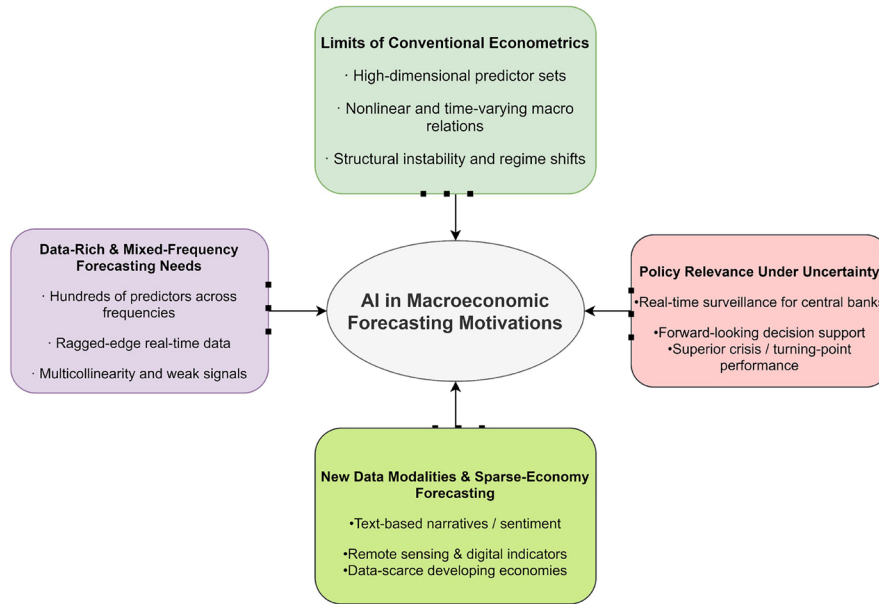 Limits of Conventional Econometrics
· High-dimensional predictor sets
· Nonlinear and time-varying macro
relations
· Structural instability and regime shifts
Data-Rich & Mixed-Frequency
Forecasting Needs
· Hundreds of predictors across
frequencies
· Ragged-edge real-time data
· Multicollinearity and weak signals
AI in Macroeconomic
Forecasting Motivations
Policy Relevance Under Uncertainty
•Real-time surveillance for central banks
•Forward-looking decision support
•Superior crisis / turning-point
performance
New Data Modalities & Sparse-Economy
Forecasting
•Text-based narratives / sentiment
•Remote sensing & digital indicators
•Data-scarce developing economies